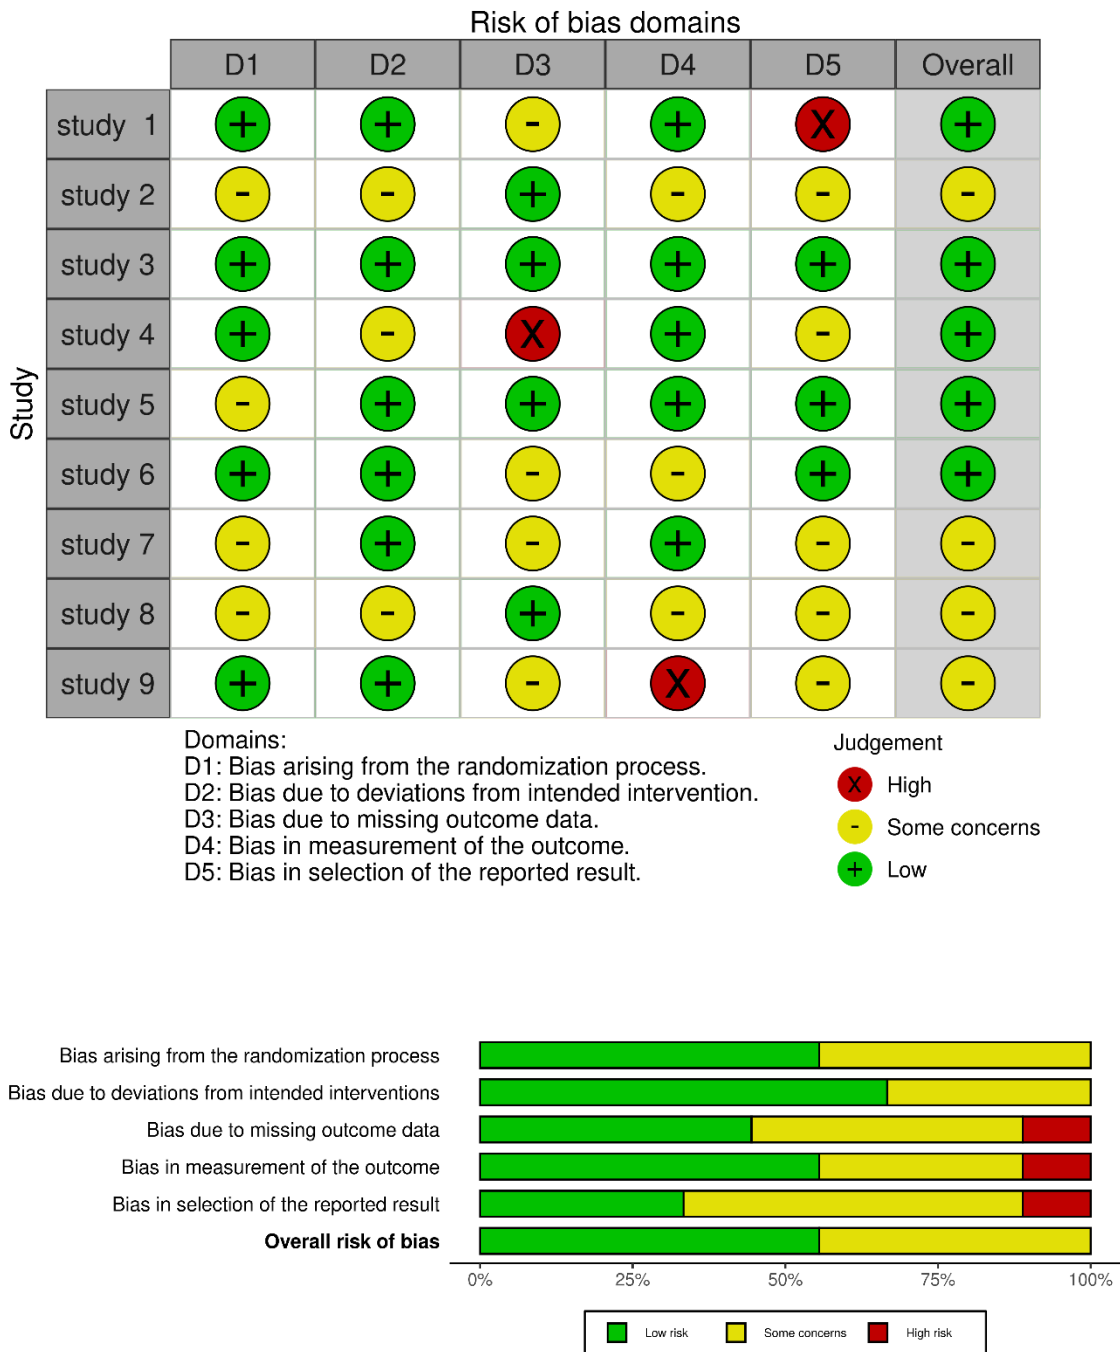 Risk of bias domains
D1 D2 D3 D4 D5 Overall
Study
study 1 + + - + X +
study 2 - - + - - -
study 3 + + + + + +
study 4 + - X + - +
study 5 - + + + + +
study 6 + + - - + +
study 7 - + - + - -
study 8 - - + - - -
study 9 + + - X - -
Domains:
D1: Bias arising from the randomization process.
D2: Bias due to deviations from intended intervention.
D3: Bias due to missing outcome data.
D4: Bias in measurement of the outcome.
D5: Bias in selection of the reported result.
Judgement
X High
- Some concerns
+ Low
Bias arising from the randomization process
Bias due to deviations from intended interventions
Bias due to missing outcome data
Bias in measurement of the outcome
Bias in selection of the reported result
Overall risk of bias
0% 25% 50% 75% 100%
Low risk Some concerns High risk